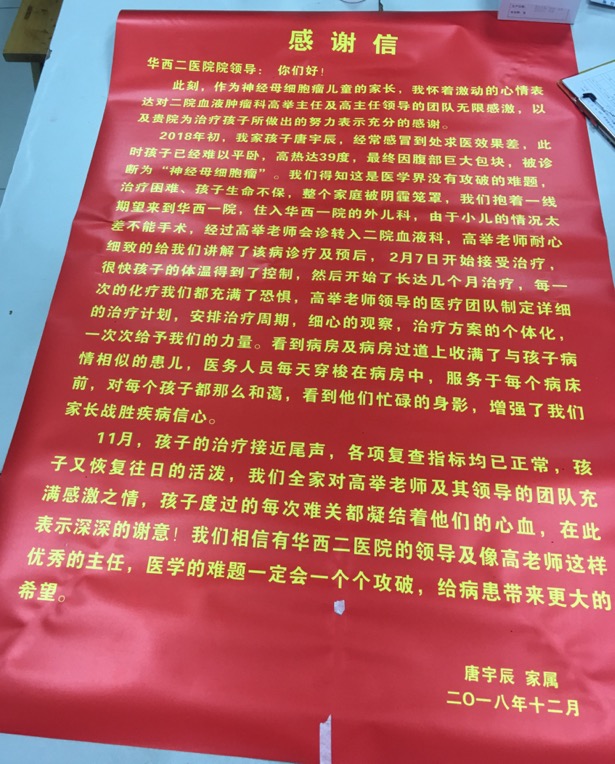 感谢信
华西二医院院领导：你们好！
此刻，作为神经母细胞瘤儿童的家长，我怀着激动的心情表
达对二院血液肿瘤科高举主任及高主任领导的团队无限感激，以
及贵院为治疗孩子所做出的努力表示充分的感谢。
2018年初，我家孩子唐宇辰，经常感冒到处求医效果差，此
时孩子已经难以平卧，高热达39度，最终因腹部巨大包块，被诊
断为“神经母细胞瘤”。我们得知这是医学界没有攻破的难题，
治疗困难、孩子生命不保，整个家庭被阴霾笼罩，我们抱着一线
期望来到华西一院，住入华西一院的外儿科，由于小儿的情况太
差不能手术，经过高举老师会诊转入二院血液科，高举老师耐心
细致的给我们讲解了该病诊疗及预后，2月7日开始接受治疗，
很快孩子的体温得到了控制，然后开始了长达几个月治疗，每一
次的化疗我们都充满了恐惧，高举老师领导的医疗团队制定详细
的治疗计划，安排治疗周期，细心的观察，治疗方案的个体化，
一次次给予我们的力量。看到病房及病房过道上收满了与孩子病
情相似的患儿，医务人员每天穿梭在病房中，服务于每个病床
前，对每个孩子都那么和蔼，看到他们忙碌的身影，增强了我们
家长战胜疾病信心。
11月，孩子的治疗接近尾声，各项复查指标均已正常，孩
子又恢复往日的活泼，我们全家对高举老师及其领导的团队充
满感激之情，孩子度过的每次难关都凝结着他们的心血，在此
表示深深的谢意！我们相信有华西二医院的领导及像高老师这样
优秀的主任，医学的难题一定会一个个攻破，给病患带来更大的
希望。
唐宇辰 家属
二〇一八年十二月